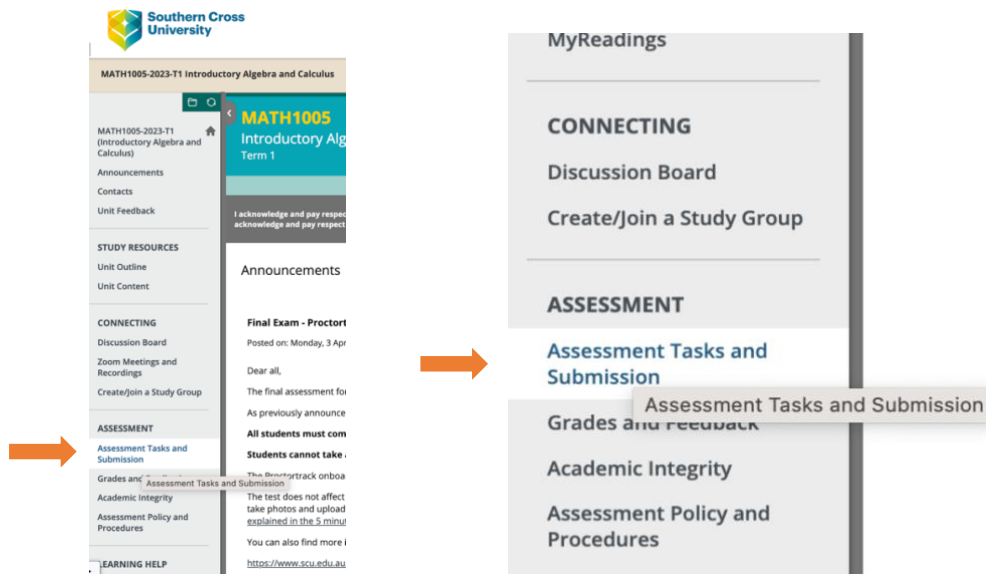 Southern Cross
University
MATH1005-2023-T1 Introductory Algebra and Calculus
MATH1005-2023-T1
(Introductory Algebra and
Calculus)
Announcements
Contacts
Unit Feedback
STUDY RESOURCES
Unit Outline
Unit Content
CONNECTING
Discussion Board
Zoom Meetings and
Recordings
Create/Join a Study Group
ASSESSMENT
Assessment Tasks and
Submission
Grades and
Assessment Tasks and Submission
Academic Integrity
Assessment Policy and
Procedures
LEARNING HELP
MATH1005
Introductory Alg
Term 1
I acknowledge and pay respec
acknowledge and pay respect
Announcements
Final Exam - Proctort
Posted on: Monday, 3 Apr
Dear all,
The final assessment fo
As previously announce
All students must com
Students cannot take
The Proctortrack onboa
The test does not affect
take photos and upload
explained in the 5 minut
You can also find more
https://www.scu.edu.au
MyReadings
CONNECTING
Discussion Board
Create/Join a Study Group
ASSESSMENT
Assessment Tasks and
Submission
Assessment Tasks and Submission
Grades and Feedback
Academic Integrity
Assessment Policy and
Procedures